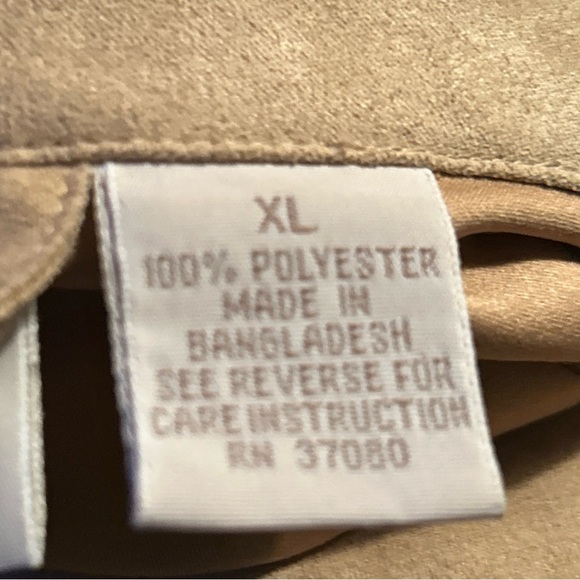 XL
100% POLYESTER
MADE IN
BANGLADESH
SEE REVERSE FOR
CARE INSTRUCTION
RN 37080